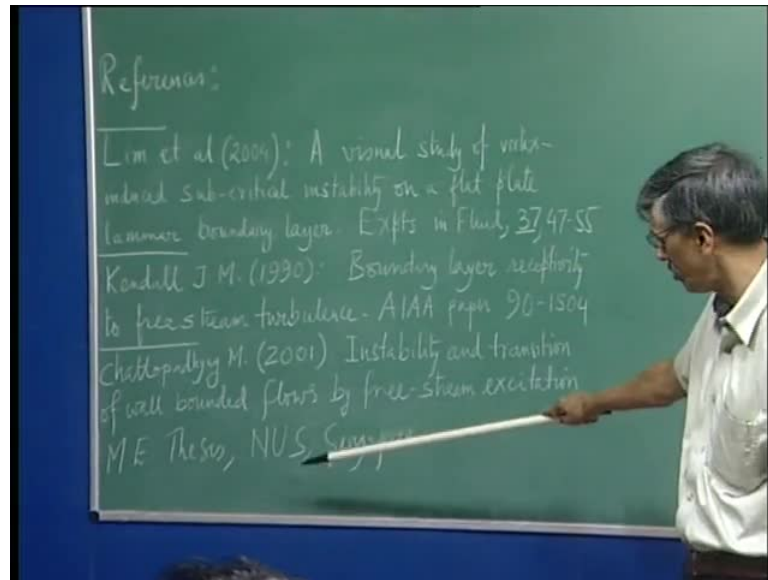 References:
Lim et al (2004): A visual study of vortex-
induced sub-critical instability on a flat plate
laminar boundary layer. Expts in Fluid, 37, 47-55
Kendall J M. (1990): Boundary layer receptivity
to free stream turbulence. AIAA paper 90-1504
Chattopadhyay M. (2001) Instability and transition
of wall bounded flows by free-stream excitation
M E Thesis, NUS, Singapore